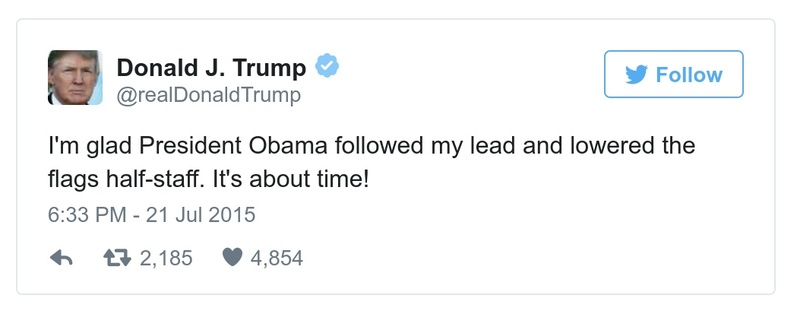 Donald J. Trump
Follow
@realDonaldTrump
I'm glad President Obama followed my lead and lowered the
flags half-staff. It's about time!
6:33 PM - 21 Jul 2015
2,185 4,854